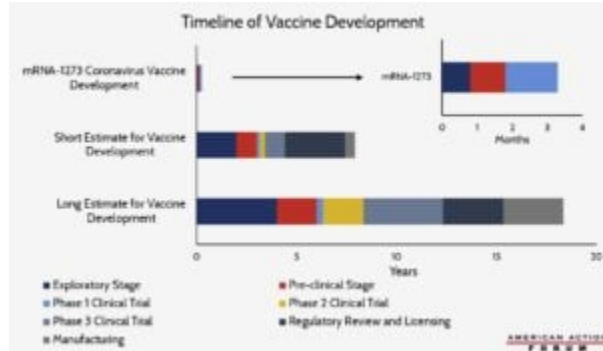 Timeline of Vaccine Development
mRNA-1273 Coronavirus Vaccine
Development
mRNA-1273
0 1 2 3 4
Months
Short Estimate for Vaccine
Development
Long Estimate for Vaccine
Development
0 5 10 15 20
Years
Exploratory Stage
Pre-clinical Stage
Phase 1 Clinical Trial
Phase 2 Clinical Trial
Phase 3 Clinical Trial
Regulatory Review and Licensing
Manufacturing
AMERICAN ACTION
FORUM